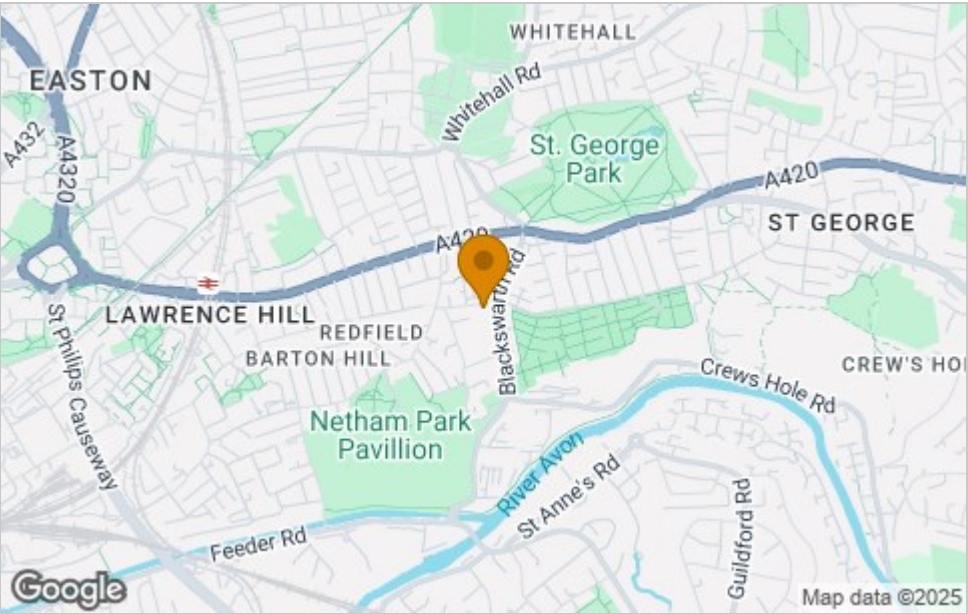 WHITEHALL
EASTON
Whitehall Rd
A432
A4320
St. George
Park
A420
A420
ST GEORGE
Blackswarth Rd
LAWRENCE HILL
REDFIELD
BARTON HILL
St Philips Causeway
CREW'S HO
Crews Hole Rd
Netham Park
Pavillion
River Avon
St Anne's Rd
Guildford Rd
Feeder Rd
Google
Map data ©2025